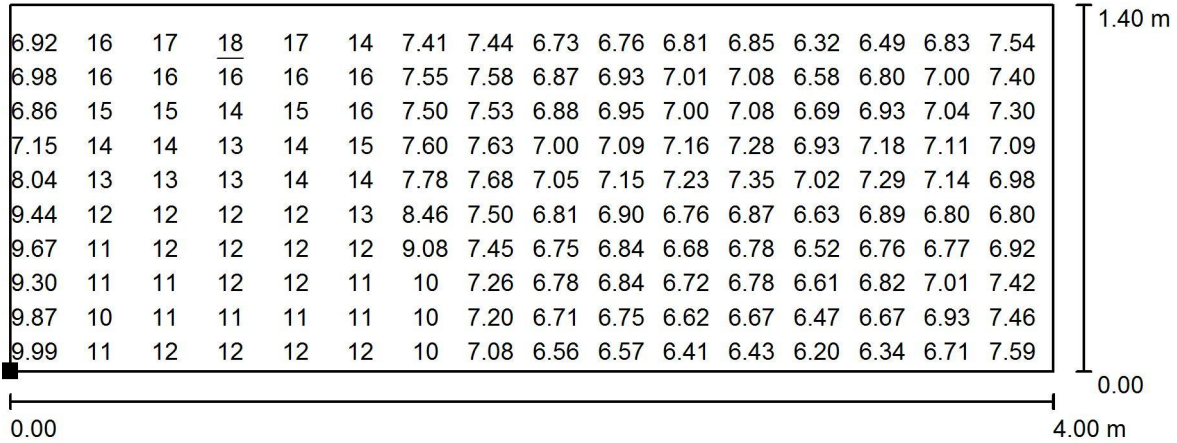 1.40 m
6.92 16 17 18 17 14 7.41 7.44 6.73 6.76 6.81 6.85 6.32 6.49 6.83 7.54
6.98 16 16 16 16 16 7.55 7.58 6.87 6.93 7.01 7.08 6.58 6.80 7.00 7.40
6.86 15 15 14 15 16 7.50 7.53 6.88 6.95 7.00 7.08 6.69 6.93 7.04 7.30
7.15 14 14 13 14 15 7.60 7.63 7.00 7.09 7.16 7.28 6.93 7.18 7.11 7.09
8.04 13 13 13 14 14 7.78 7.68 7.05 7.15 7.23 7.35 7.02 7.29 7.14 6.98
9.44 12 12 12 12 13 8.46 7.50 6.81 6.90 6.76 6.87 6.63 6.89 6.80 6.80
9.67 11 12 12 12 12 9.08 7.45 6.75 6.84 6.68 6.78 6.52 6.76 6.77 6.92
9.30 11 11 12 12 11 10 7.26 6.78 6.84 6.72 6.78 6.61 6.82 7.01 7.42
9.87 10 11 11 11 11 10 7.20 6.71 6.75 6.62 6.67 6.47 6.67 6.93 7.46
9.99 11 12 12 12 12 10 7.08 6.56 6.57 6.41 6.43 6.20 6.34 6.71 7.59
0.00
0.00 4.00 m